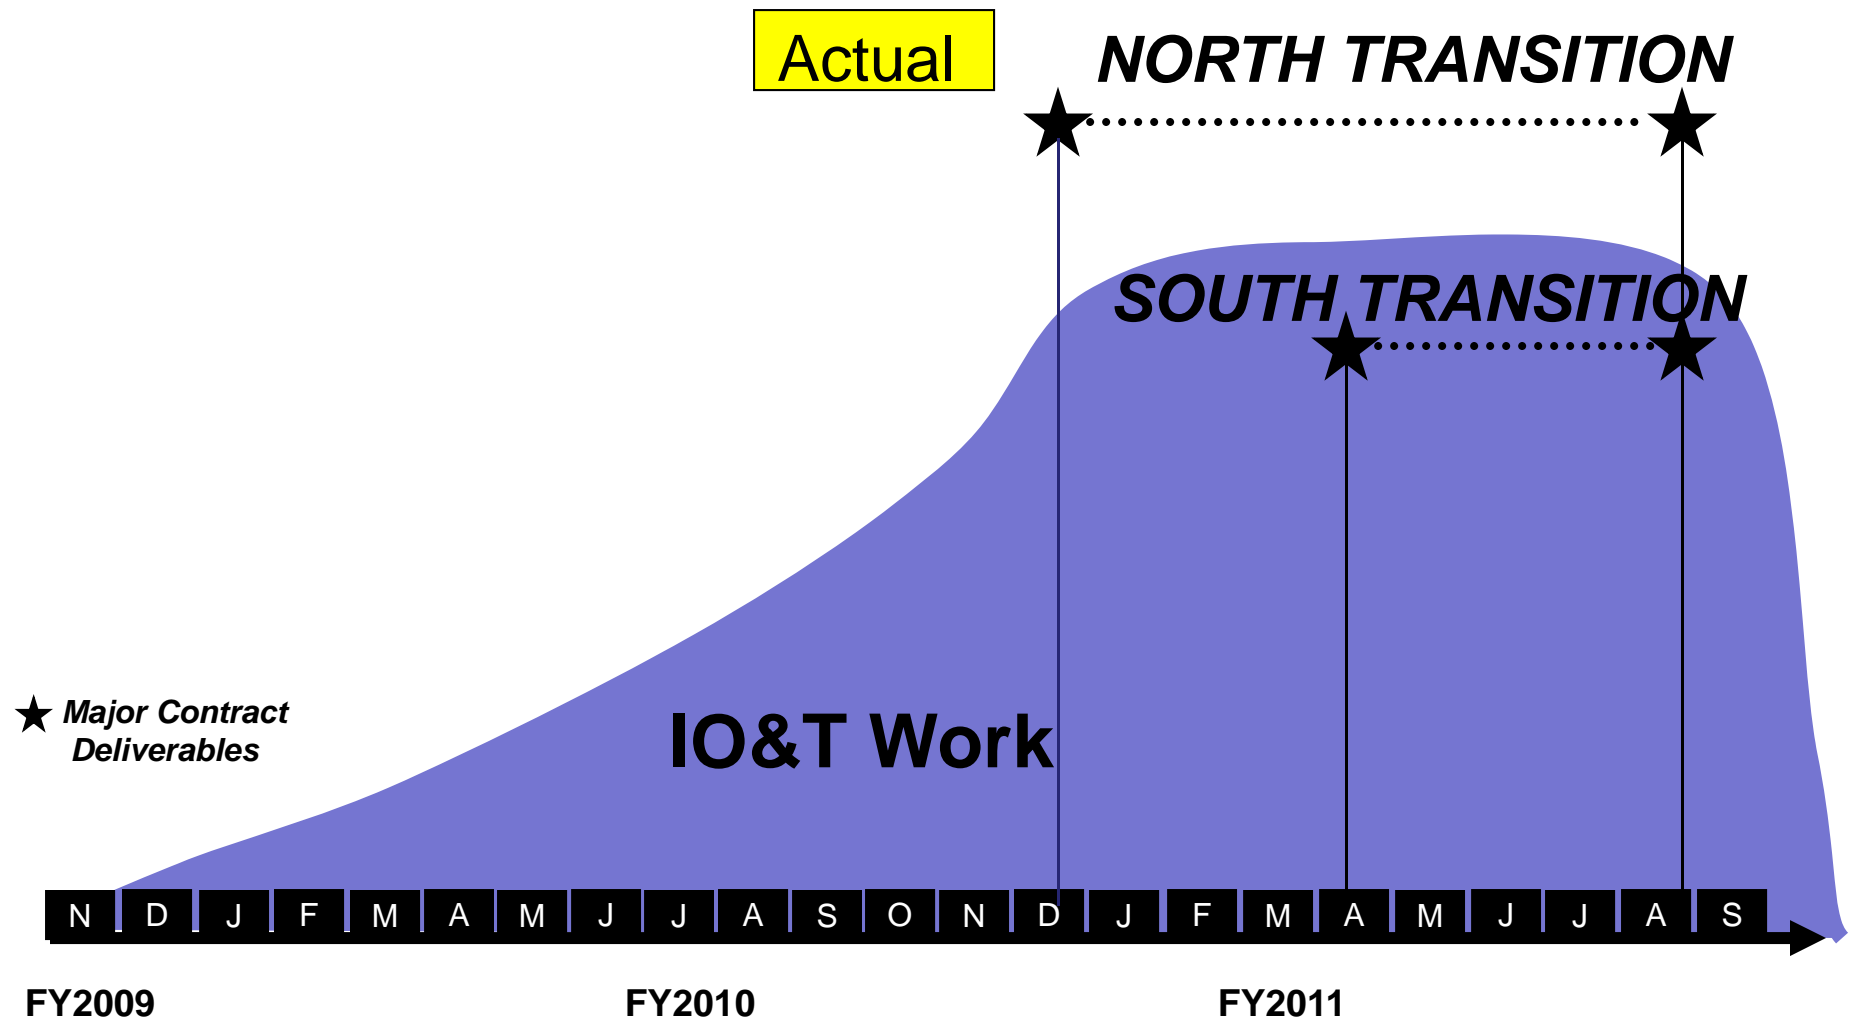 Actual
NORTH TRANSITION
SOUTH TRANSITION
Major Contract
Deliverables
IO&T Work
N D J F M A M J J A S O N D J F M A M J J A S
FY2009 FY2010 FY2011